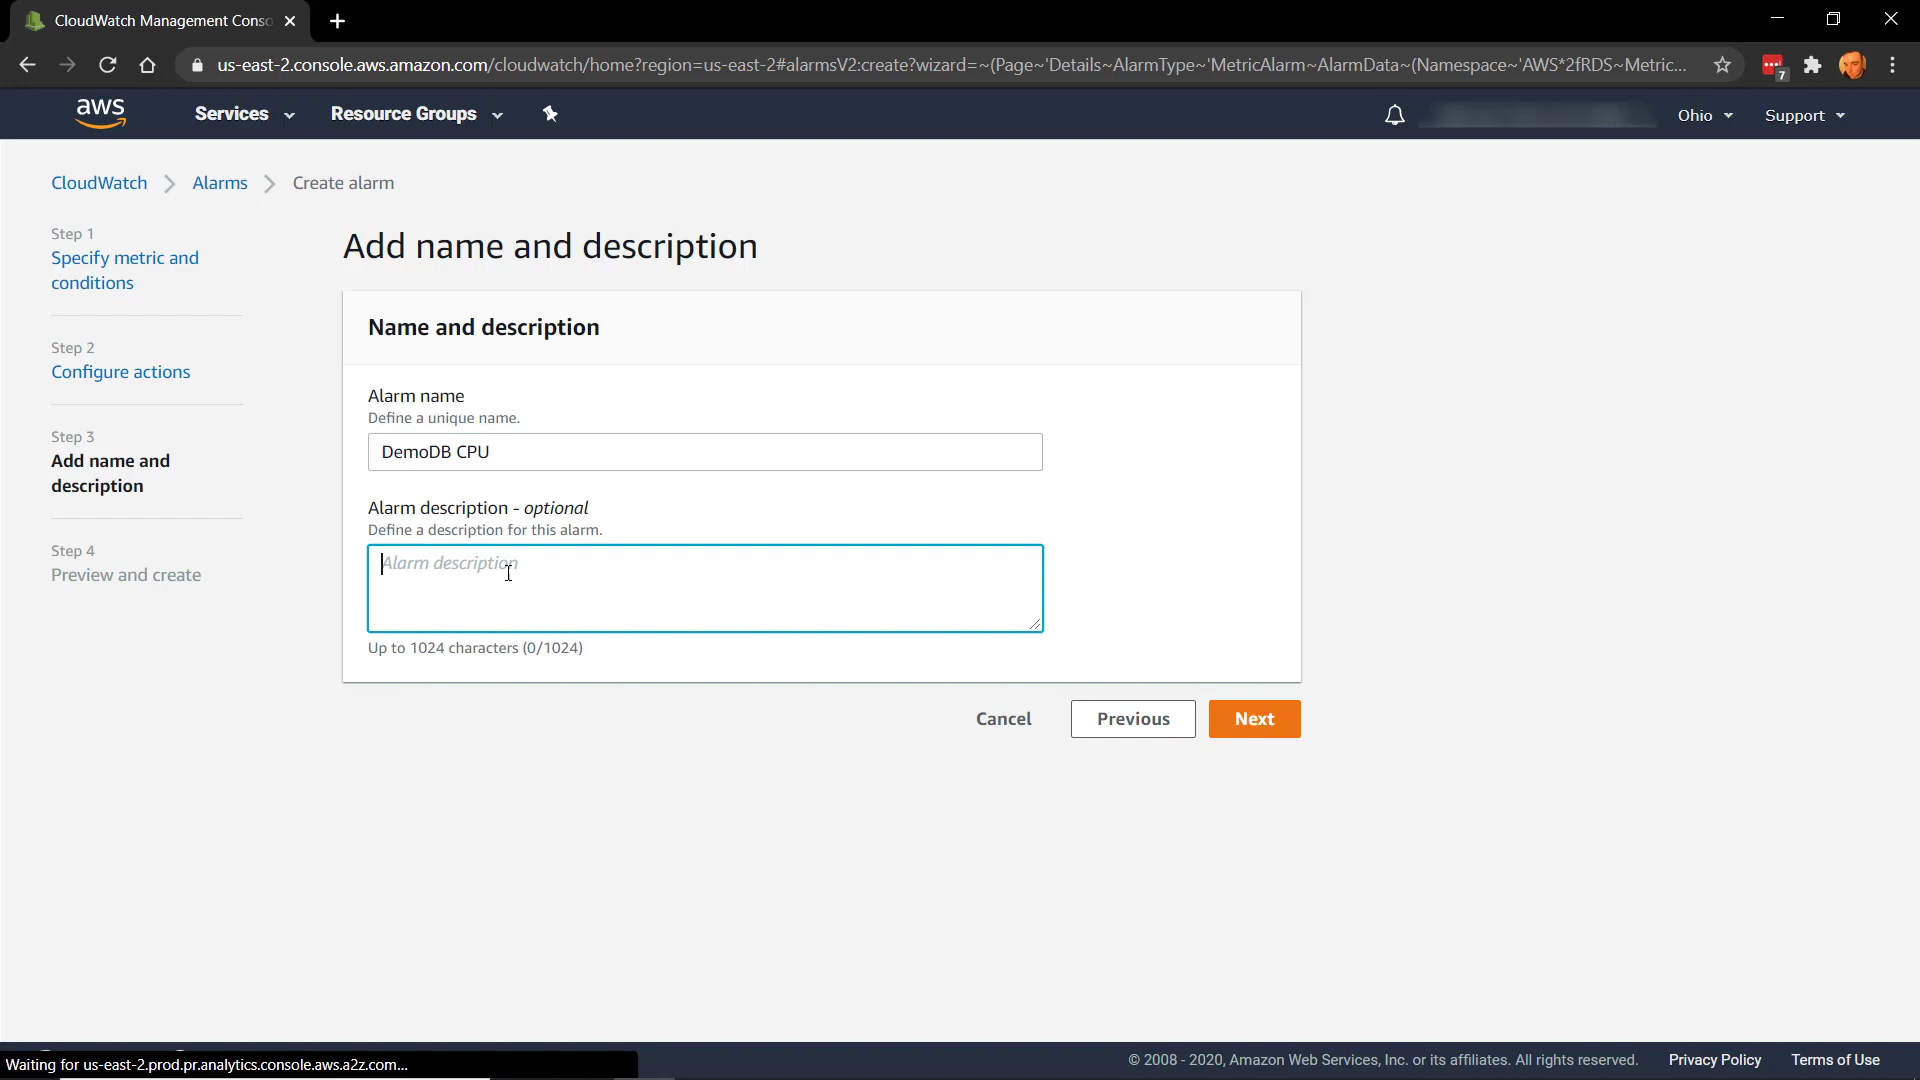 CloudWatch Management Conso
us-east-2.console.aws.amazon.com/cloudwatch/home?region=us-east-2#alarmsV2:create?wizard=~(Page~'Details~AlarmType~'MetricAlarm~AlarmData~(Namespace~'AWS*2fRDS~Metric...
7
aws
Services
Resource Groups
Ohio
Support
CloudWatch
Alarms
Create alarm
Step 1
Specify metric and
conditions
Step 2
Configure actions
Step 3
Add name and
description
Step 4
Preview and create
Add name and description
Name and description
Alarm name
Define a unique name.
DemoDB CPU
Alarm description - optional
Define a description for this alarm.
Alarm description
Up to 1024 characters (0/1024)
Cancel
Previous
Next
Waiting for us-east-2.prod.pr.analytics.console.aws.a2z.com...
© 2008 - 2020, Amazon Web Services, Inc. or its affiliates. All rights reserved.
Privacy Policy
Terms of Use